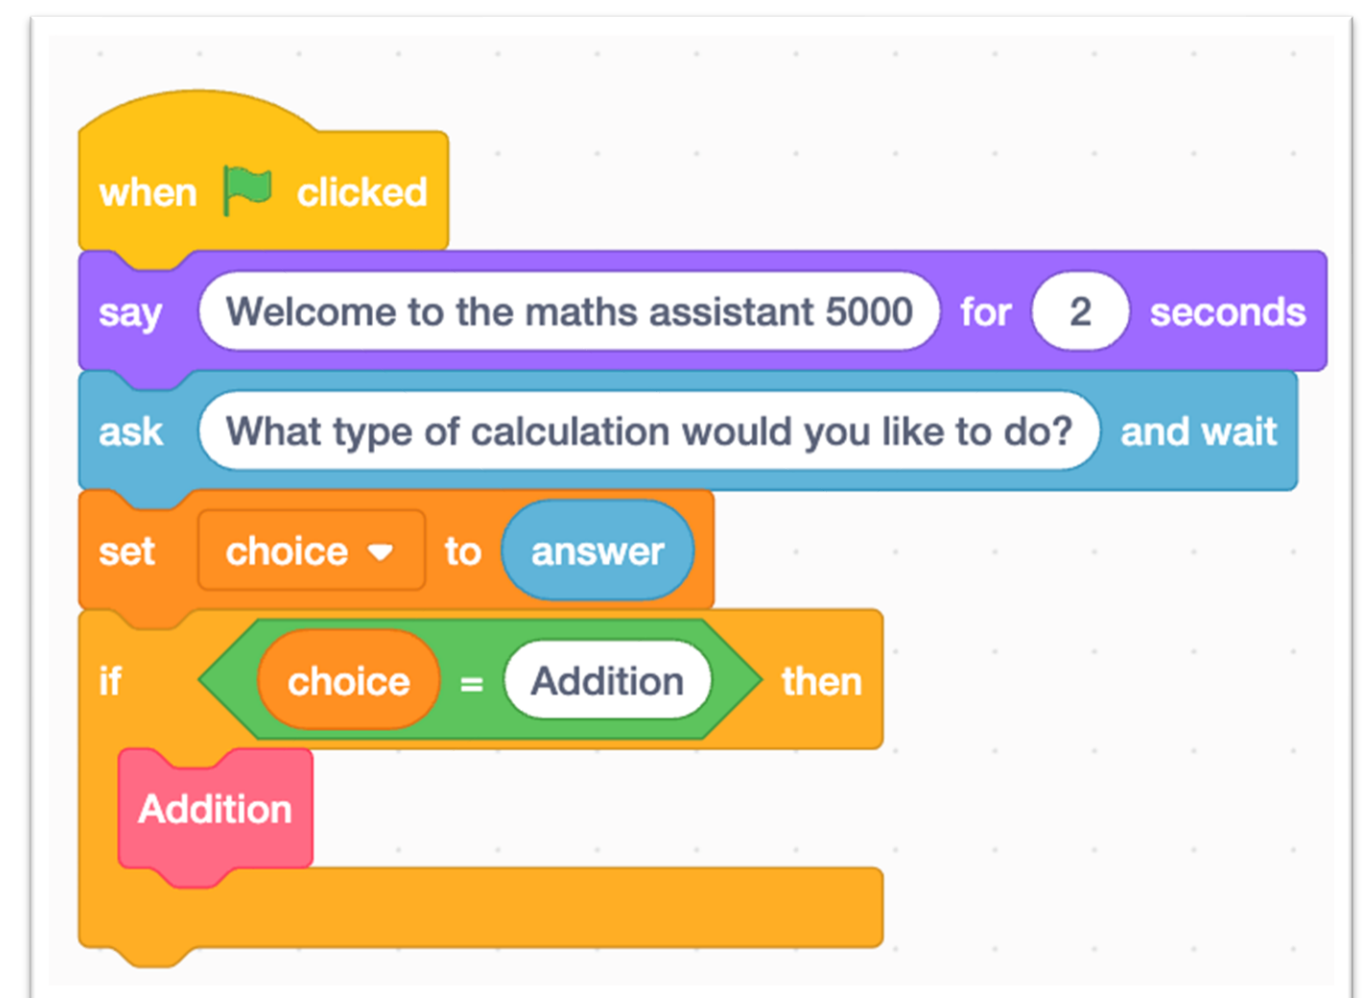 when clicked
say Welcome to the maths assistant 5000 for 2 seconds
ask What type of calculation would you like to do? and wait
set choice to answer
if choice = Addition then
Addition